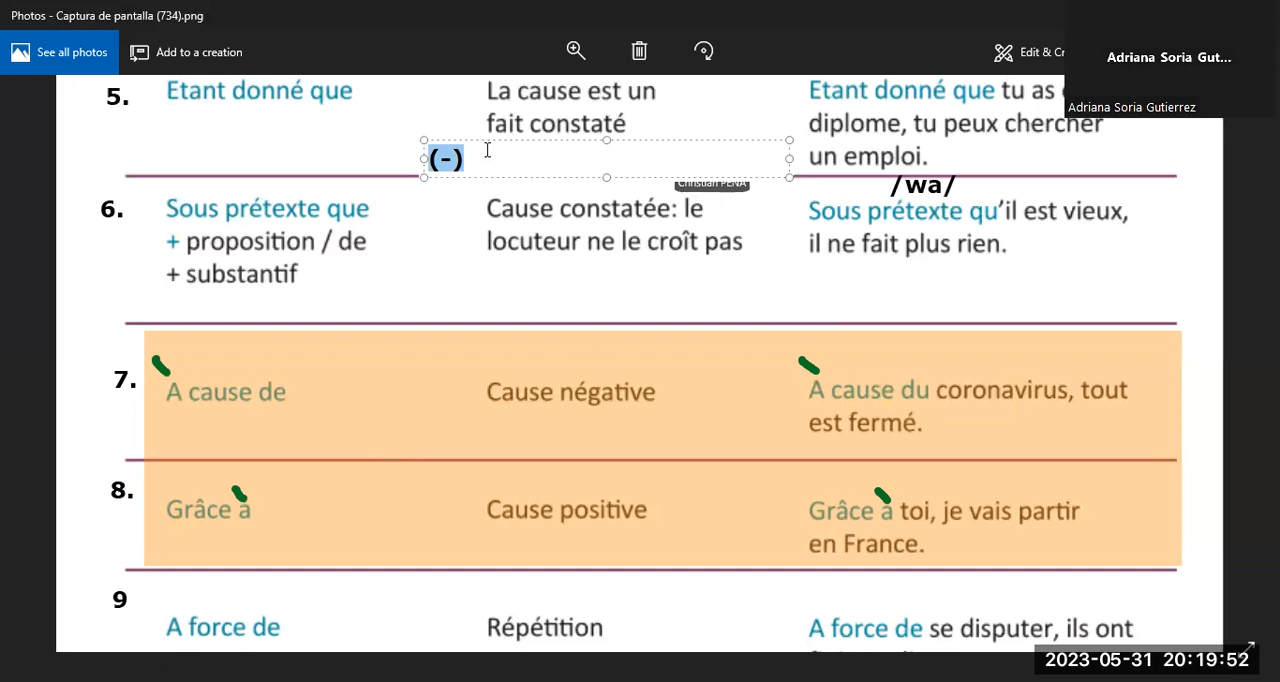 Photos - Captura de pantalla (734).png
See all photos
Add to a creation
Edit & Cr
Adriana Soria Gut...
Adriana Soria Gutierrez
5.
Etant donné que
La cause est un
fait constaté
Etant donné que tu as
diplome, tu peux chercher
un emploi.
(-)
Christian PEÑA
/wa/
6.
Sous prétexte que
+ proposition / de
+ substantif
Cause constatée: le
locuteur ne le croît pas
Sous prétexte qu'il est vieux,
il ne fait plus rien.
7.
A cause de
Cause négative
A cause du coronavirus, tout
est fermé.
8.
Grâce à
Cause positive
Grâce à toi, je vais partir
en France.
9
A force de
Répétition
A force de se disputer, ils ont
2023-05-31 20:19:52